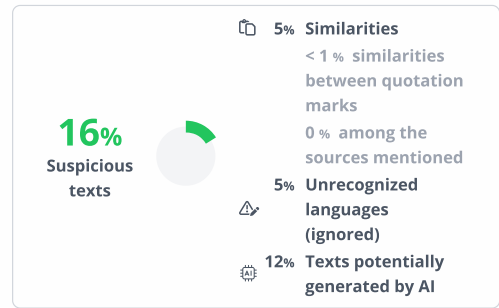 16%
Suspicious
texts
5% Similarities
< 1 % similarities
between quotation
marks
0 % among the
sources mentioned
5% Unrecognized
languages
(ignored)
12% Texts potentially
AI generated by AI